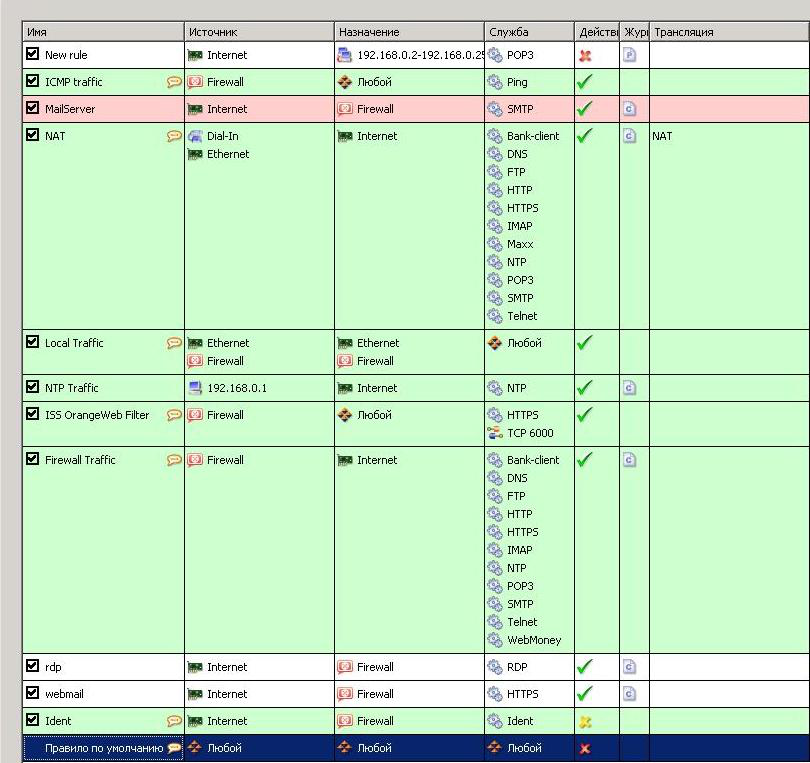 Имя Источник Назначение Служба Действи Журн Трансляция
New rule Internet 192.168.0.2-192.168.0.25 POP3
ICMP traffic Firewall Любой Ping
MailServer Internet Firewall SMTP
NAT Dial-In Internet Bank-client NAT
Ethernet DNS
FTP
HTTP
HTTPS
IMAP
Maxx
NTP
POP3
SMTP
Telnet
Local Traffic Ethernet Ethernet Любой
Firewall Firewall
NTP Traffic 192.168.0.1 Internet NTP
ISS OrangeWeb Filter Firewall Любой HTTPS
TCP 6000
Firewall Traffic Firewall Internet Bank-client
DNS
FTP
HTTP
HTTPS
IMAP
NTP
POP3
SMTP
Telnet
WebMoney
rdp Internet Firewall RDP
webmail Internet Firewall HTTPS
Ident Internet Firewall Ident
Правило по умолчанию Любой Любой Любой